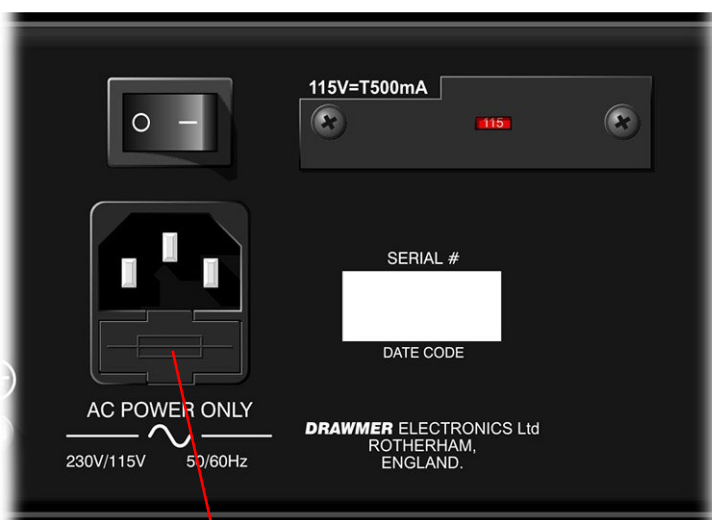 115V=T500mA
O —
115
SERIAL #
DATE CODE
AC POWER ONLY
230V/115V 50/60Hz
DRAWMER ELECTRONICS Ltd
ROTHERHAM,
ENGLAND.